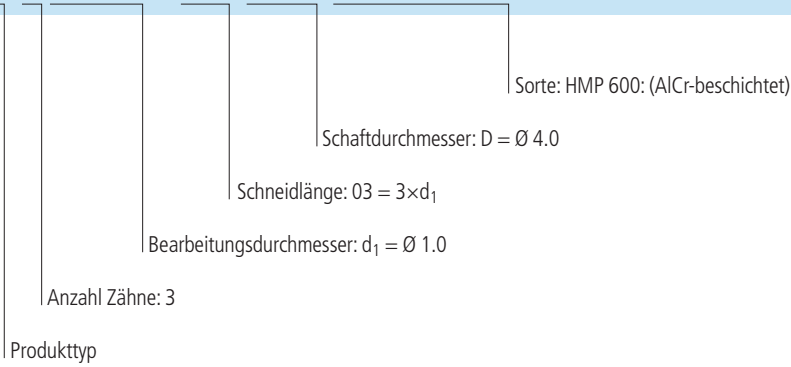 Sorte: HMP 600: (AlCr-beschichtet)
Schaftdurchmesser: D = Ø 4.0
Schneidlänge: 03 = 3×d₁
Bearbeitungsdurchmesser: d₁ = Ø 1.0
Anzahl Zähne: 3
Produkttyp